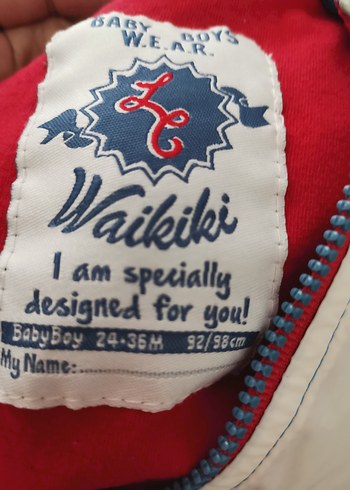 BABY BOYS
W.E.A.R.
LC
Waikiki
I am specially
designed for you!
BabyBoy 24-36M 92/98cm
My Name: